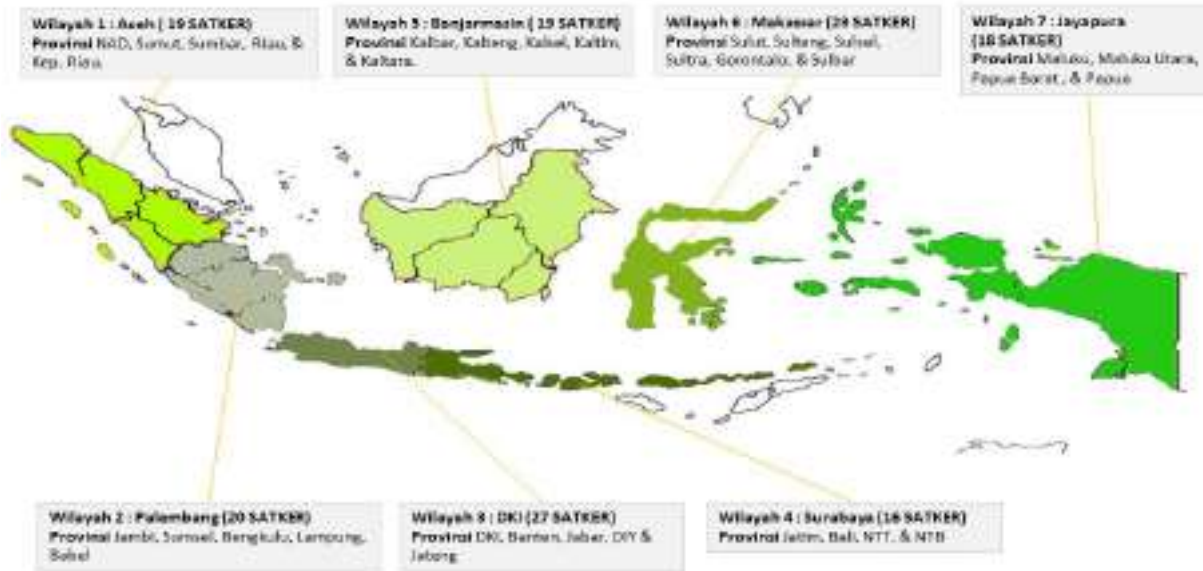 Wilayah 1 : Aceh ( 19 SATKER)
Provinsi NAD, Sumut, Sumbar, Riau, &
Kep. Riau
Wilayah 5 : Banjarmasin ( 19 SATKER)
Provinsi Kalbar, Kalteng, Kalsel, Kaltim,
& Kaltara.
Wilayah 6 : Makassar (23 SATKER)
Provinsi Sulut, Sulteng, Sulsel,
Sultra, Gorontalo, & Sulbar
Wilayah 7 : Jayapura
(18 SATKER)
Provinsi Maluku, Maluku Utara,
Papua Barat, & Papua
Wilayah 2 : Palembang (20 SATKER)
Provinsi Jambi, Sumsel, Bengkulu, Lampung,
Babel
Wilayah 3 : DKI (27 SATKER)
Provinsi DKI, Banten, Jabar, DIY &
Jateng
Wilayah 4 : Surabaya (16 SATKER)
Provinsi Jatim, Bali, NTT, & NTB